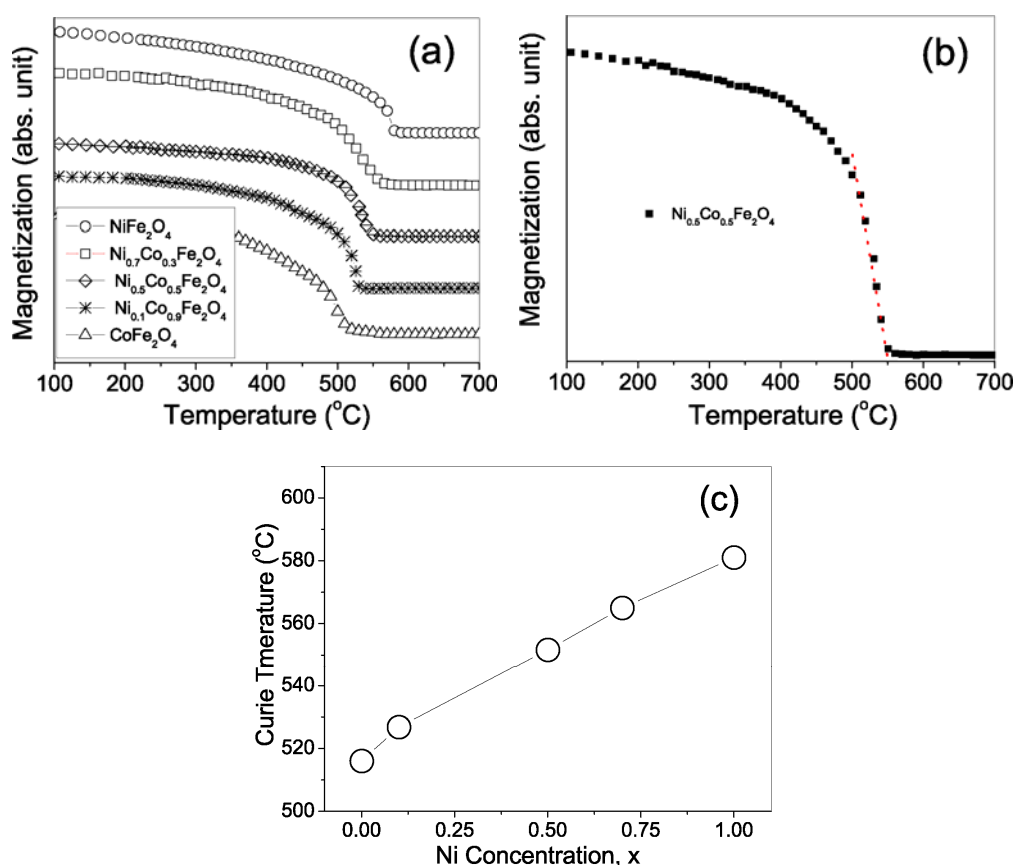 (a)
Magnetization (abs. unit)
NiFe₂O₄
Ni₀.₇Co₀.₃Fe₂O₄
Ni₀.₅Co₀.₅Fe₂O₄
Ni₀.₁Co₀.₉Fe₂O₄
CoFe₂O₄
100 200 300 400 500 600 700
Temperature (°C)
(b)
Magnetization (abs. unit)
Ni₀.₅Co₀.₅Fe₂O₄
100 200 300 400 500 600 700
Temperature (°C)
(c)
Curie Tmerature (°C)
600
580
560
540
520
500
0.00 0.25 0.50 0.75 1.00
Ni Concentration, x